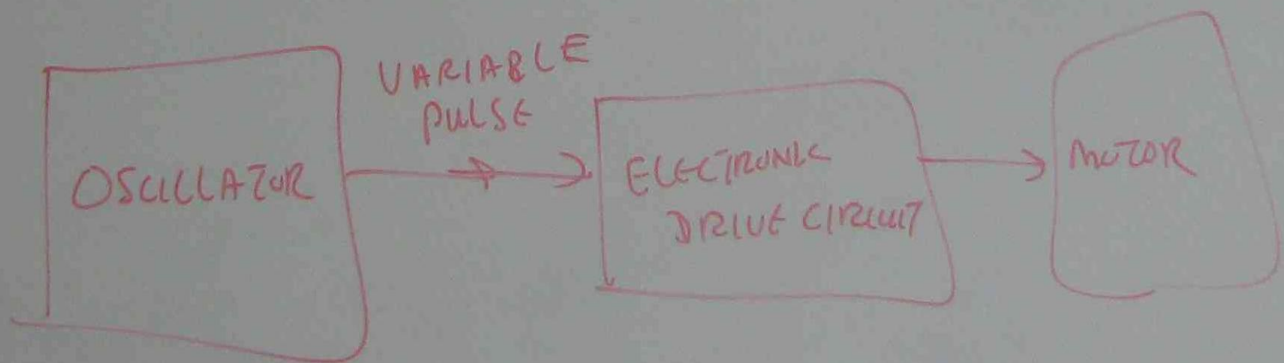 OSCILLATOR
VARIABLE
PULSE
ELECTRONIC
DRIVE CIRCUIT
MOTOR